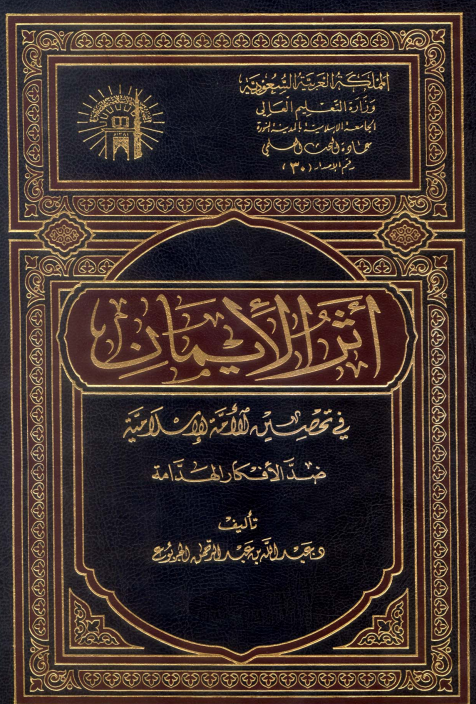 المملكة العربية السعودية
وزارة التعليم العالي
الجامعة الإسلامية بالمدينة المنورة
عمادة البحث العلمي
رقم الإصدار (٣٠)
أثر الإيمان
في تحصين الأمة الإسلامية
ضد الأفكار الهدامة
تأليف
د. عبد الله بن عبد الرحمن الجربوع